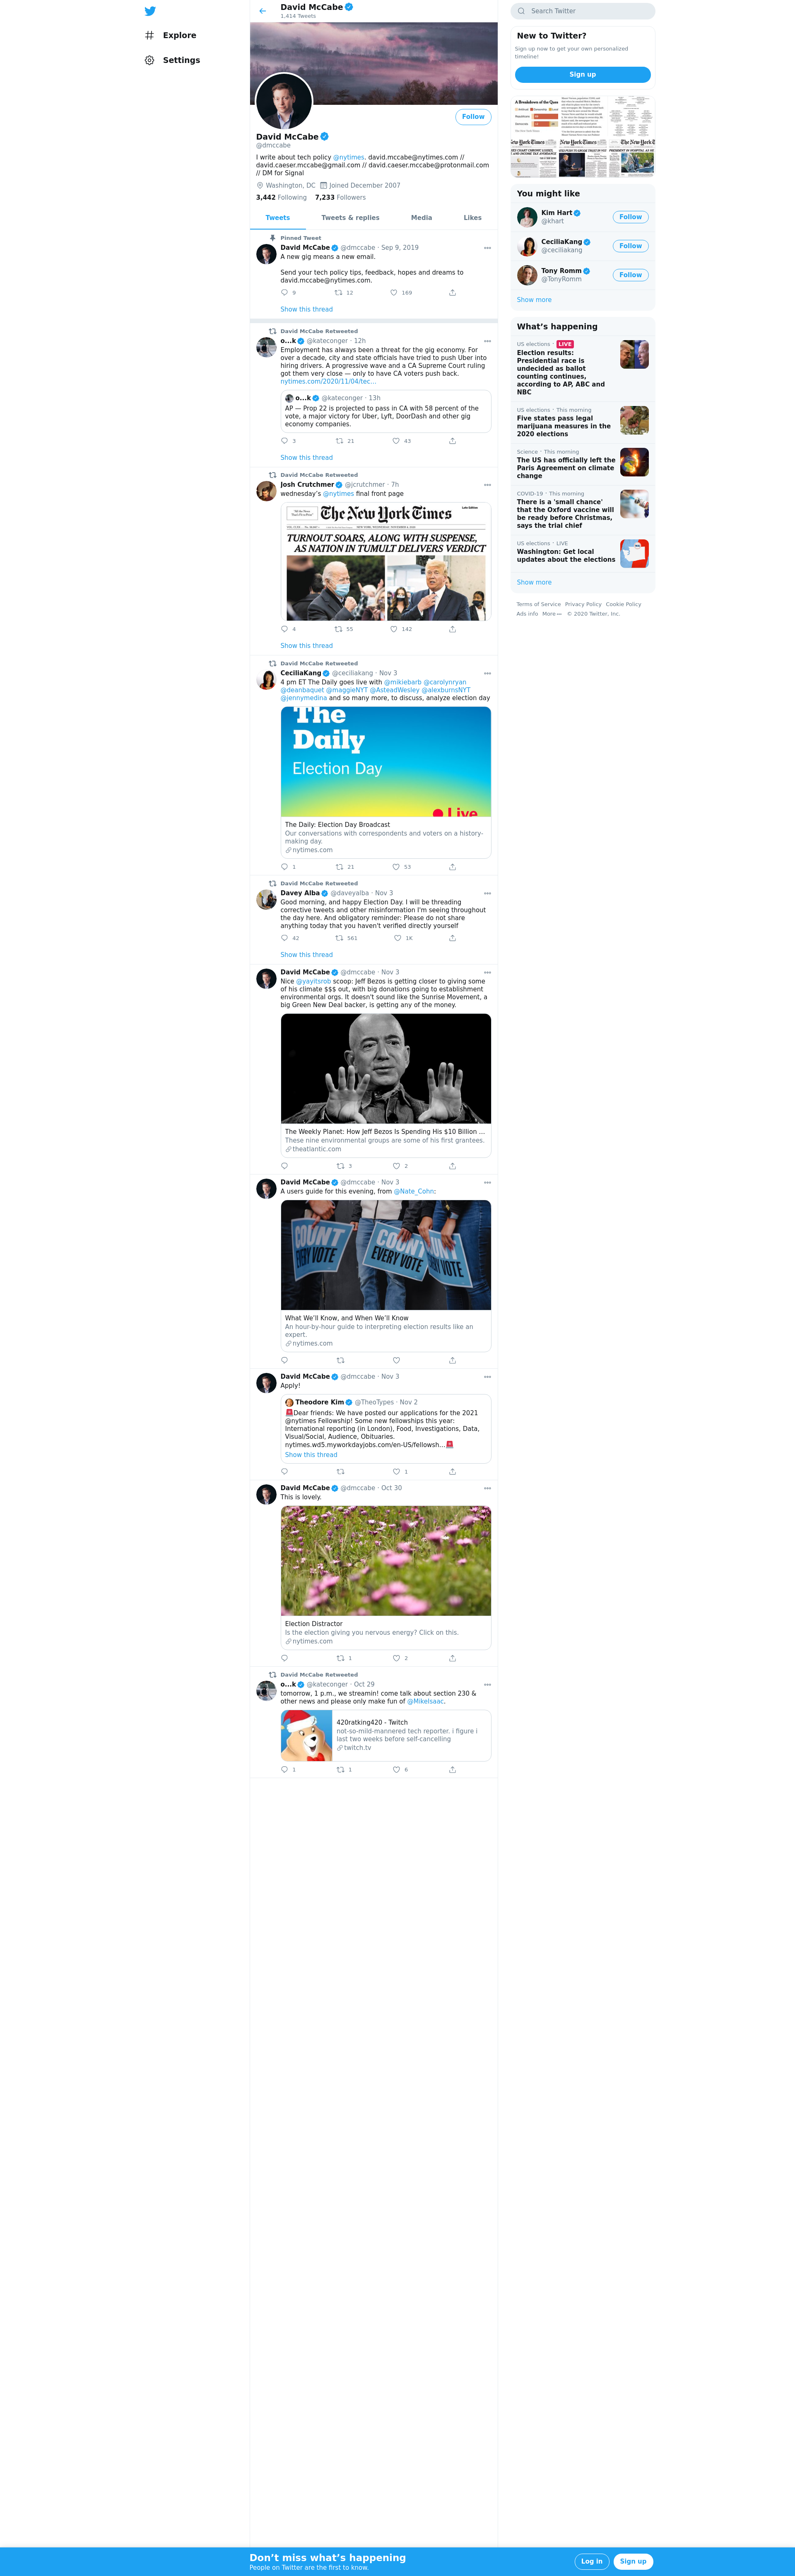 Explore
Settings
David McCabe
1,414 Tweets
Follow
David McCabe
@dmccabe
I write about tech policy @nytimes. david.mccabe@nytimes.com //
david.caeser.mccabe@gmail.com // david.caeser.mccabe@protonmail.com
// DM for Signal
Washington, DC Joined December 2007
3,442 Following 7,233 Followers
Tweets Tweets & replies Media Likes
Pinned Tweet
David McCabe @dmccabe · Sep 9, 2019
A new gig means a new email.
Send your tech policy tips, feedback, hopes and dreams to
david.mccabe@nytimes.com.
9 12 169
Show this thread
David McCabe Retweeted
o...k @kateconger · 12h
Employment has always been a threat for the gig economy. For
over a decade, city and state officials have tried to push Uber into
hiring drivers. A progressive wave and a CA Supreme Court ruling
got them very close — only to have CA voters push back.
nytimes.com/2020/11/04/tec…
o...k @kateconger · 13h
AP — Prop 22 is projected to pass in CA with 58 percent of the
vote, a major victory for Uber, Lyft, DoorDash and other gig
economy companies.
3 21 43
Show this thread
David McCabe Retweeted
Josh Crutchmer @jcrutchmer · 7h
wednesday's @nytimes final front page
The New York Times
Late Edition
TURNOUT SOARS, ALONG WITH SUSPENSE,
AS NATION IN TUMULT DELIVERS VERDICT
4 55 142
Show this thread
David McCabe Retweeted
CeciliaKang @ceciliakang · Nov 3
4 pm ET The Daily goes live with @mikiebarb @carolynryan
@deanbaquet @maggieNYT @AsteadWesley @alexburnsNYT
@jennymedina and so many more, to discuss, analyze election day
The
Daily
Election Day
Live
The Daily: Election Day Broadcast
Our conversations with correspondents and voters on a history-
making day.
nytimes.com
1 21 53
David McCabe Retweeted
Davey Alba @daveyalba · Nov 3
Good morning, and happy Election Day. I will be threading
corrective tweets and other misinformation I'm seeing throughout
the day here. And obligatory reminder: Please do not share
anything today that you haven't verified directly yourself
42 561 1K
Show this thread
David McCabe @dmccabe · Nov 3
Nice @yayitsrob scoop: Jeff Bezos is getting closer to giving some
of his climate $$$ out, with big donations going to establishment
environmental orgs. It doesn't sound like the Sunrise Movement, a
big Green New Deal backer, is getting any of the money.
The Weekly Planet: How Jeff Bezos Is Spending His $10 Billion …
These nine environmental groups are some of his first grantees.
theatlantic.com
3 2
David McCabe @dmccabe · Nov 3
A users guide for this evening, from @Nate_Cohn:
COUNT
EVERY VOTE
COUNT
EVERY VOTE
What We'll Know, and When We'll Know
An hour-by-hour guide to interpreting election results like an
expert.
nytimes.com
David McCabe @dmccabe · Nov 3
Apply!
Theodore Kim @TheoTypes · Nov 2
🚨Dear friends: We have posted our applications for the 2021
@nytimes Fellowship! Some new fellowships this year:
International reporting (in London), Food, Investigations, Data,
Visual/Social, Audience, Obituaries.
nytimes.wd5.myworkdayjobs.com/en-US/fellowsh…🚨
Show this thread
1
David McCabe @dmccabe · Oct 30
This is lovely.
Election Distractor
Is the election giving you nervous energy? Click on this.
nytimes.com
1 2
David McCabe Retweeted
o...k @kateconger · Oct 29
tomorrow, 1 p.m., we streamin! come talk about section 230 &
other news and please only make fun of @MikeIsaac.
420ratking420 - Twitch
not-so-mild-mannered tech reporter. i figure i
last two weeks before self-cancelling
twitch.tv
1 1 6
Search Twitter
New to Twitter?
Sign up now to get your own personalized
timeline!
Sign up
You might like
Kim Hart
@khart
Follow
CeciliaKang
@ceciliakang
Follow
Tony Romm
@TonyRomm
Follow
Show more
What's happening
US elections · LIVE
Election results:
Presidential race is
undecided as ballot
counting continues,
according to AP, ABC and
NBC
US elections · This morning
Five states pass legal
marijuana measures in the
2020 elections
Science · This morning
The US has officially left the
Paris Agreement on climate
change
COVID-19 · This morning
There is a 'small chance'
that the Oxford vaccine will
be ready before Christmas,
says the trial chief
US elections · LIVE
Washington: Get local
updates about the elections
Show more
Terms of Service Privacy Policy Cookie Policy
Ads info More © 2020 Twitter, Inc.
Don't miss what's happening
People on Twitter are the first to know.
Log in
Sign up